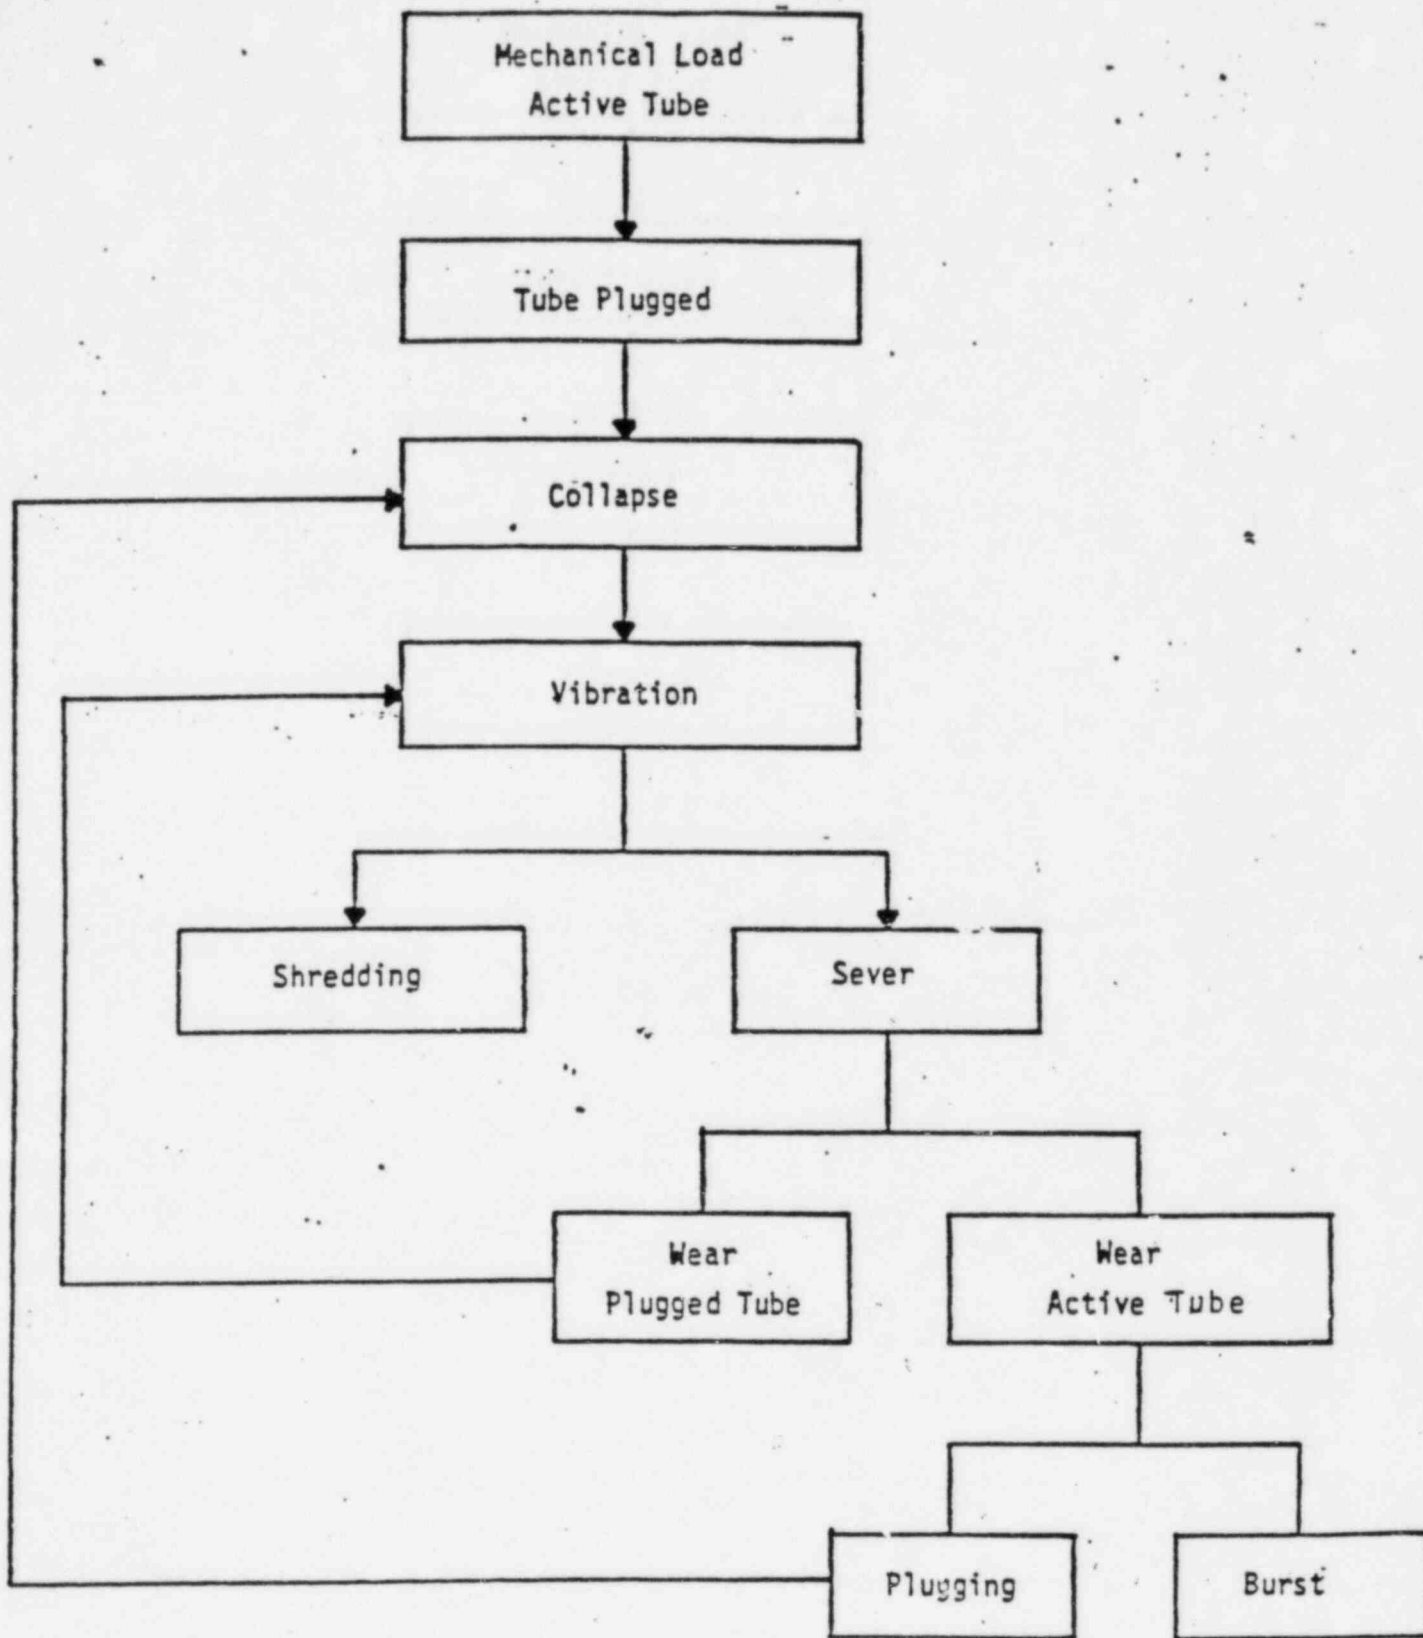 Mechanical Load
Active Tube
Tube Plugged
Collapse
Vibration
Shredding
Sever
Wear
Plugged Tube
Wear
Active Tube
Plugging
Burst